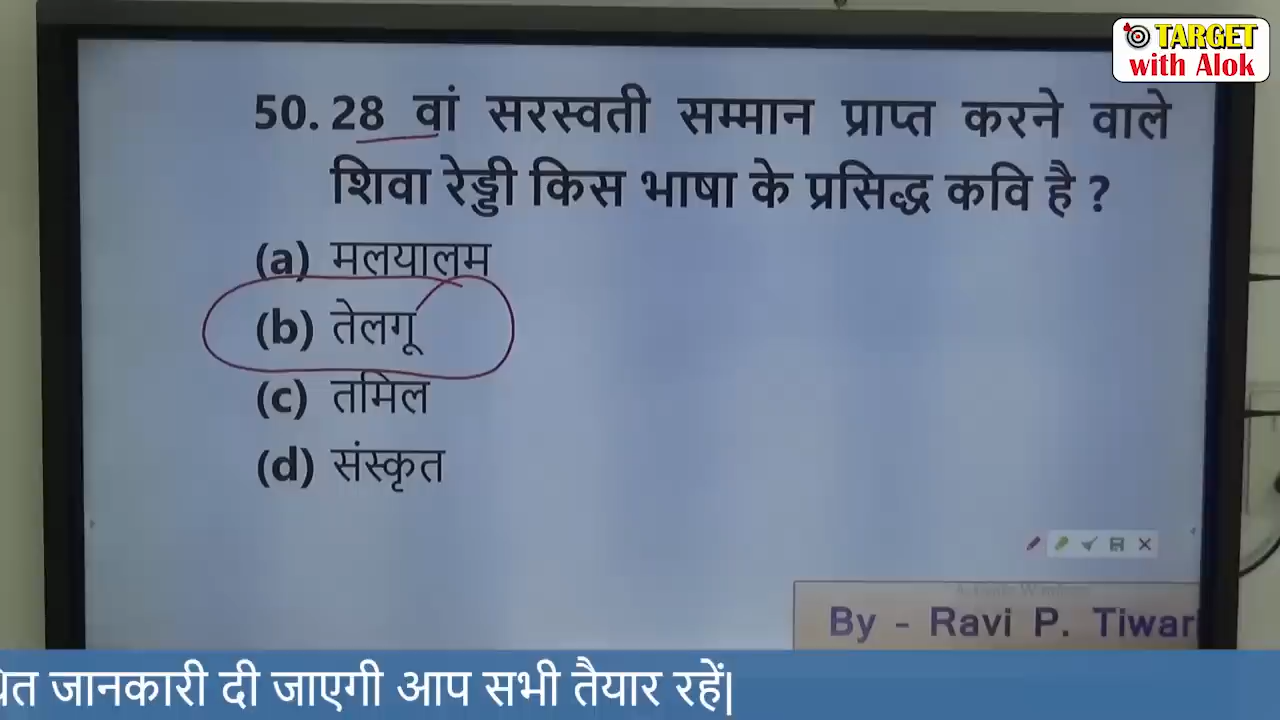 TARGET
with Alok
50. 28 वां सरस्वती सम्मान प्राप्त करने वाले
शिवा रेड्डी किस भाषा के प्रसिद्ध कवि है ?
(a) मलयालम
(b) तेलगू
(c) तमिल
(d) संस्कृत
By - Ravi P. Tiwari
जानकारी दी जाएगी आप सभी तैयार रहें|